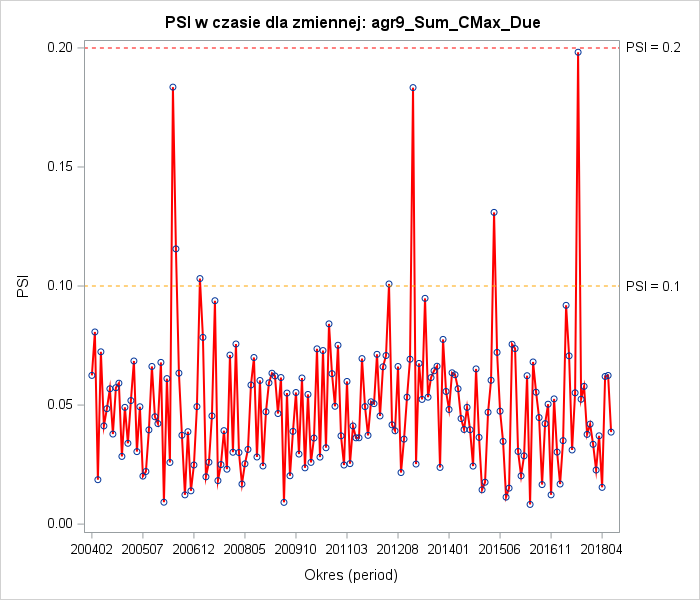 PSI w czasie dla zmiennej: agr9_Sum_CMax_Due
0.20
PSI = 0.2
0.15
PSI
0.10
PSI = 0.1
0.05
0.00
200402 200507 200612 200805 200910 201103 201208 201401 201506 201611 201804
Okres (period)